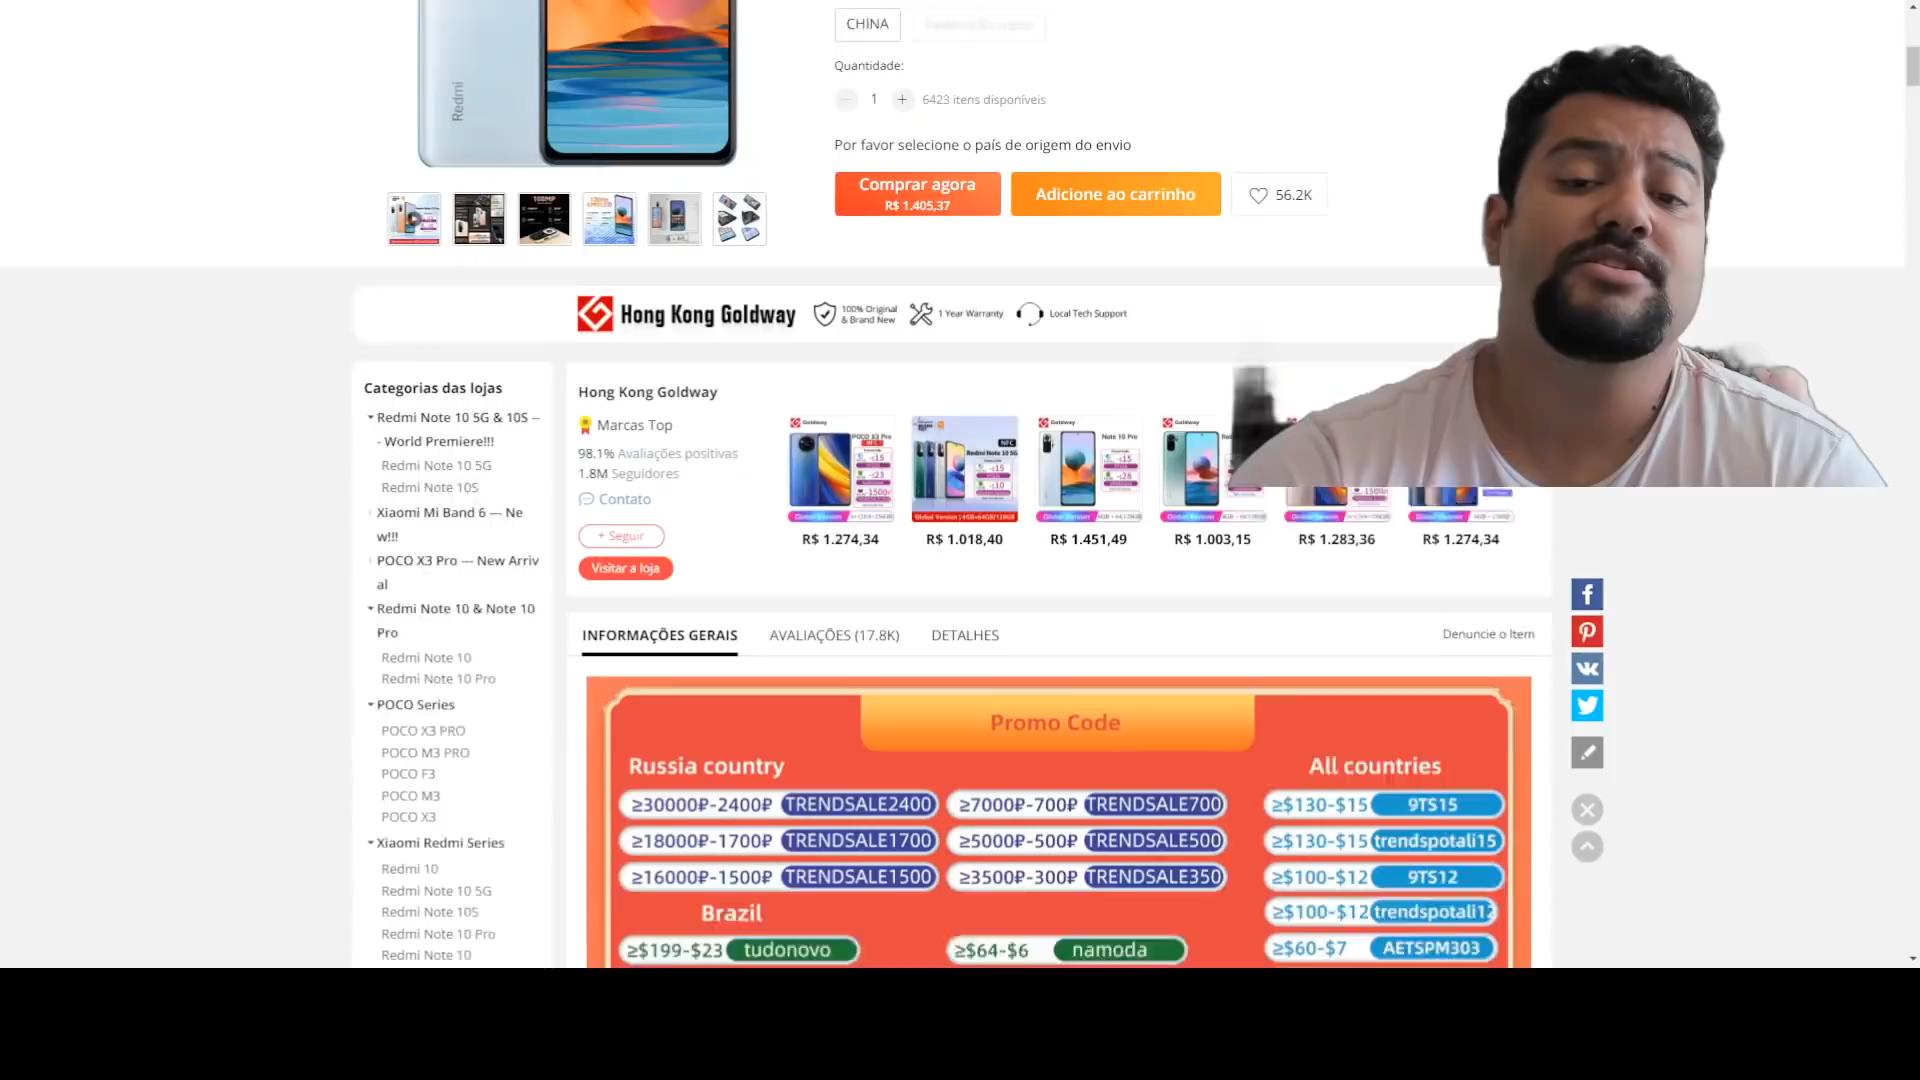 Redmi
CHINA
Quantidade:
1
6423 itens disponíveis
Por favor selecione o país de origem do envio
Comprar agora
R$ 1.405,37
Adicione ao carrinho
56.2K
Hong Kong Goldway
100% Original
& Brand New
1 Year Warranty
Local Tech Support
Categorias das lojas
Redmi Note 10 5G & 10S --
- World Premiere!!!
Redmi Note 10 5G
Redmi Note 10S
Xiaomi Mi Band 6 --- Ne
w!!!
POCO X3 Pro --- New Arriv
al
Redmi Note 10 & Note 10
Pro
Redmi Note 10
Redmi Note 10 Pro
POCO Series
POCO X3 PRO
POCO M3 PRO
POCO F3
POCO M3
POCO X3
Xiaomi Redmi Series
Redmi 10
Redmi Note 10 5G
Redmi Note 10S
Redmi Note 10 Pro
Redmi Note 10
Hong Kong Goldway
Marcas Top
98.1% Avaliações positivas
1.8M Seguidores
Contato
+ Seguir
Visitar a loja
R$ 1.274,34
R$ 1.018,40
R$ 1.451,49
R$ 1.003,15
R$ 1.283,36
R$ 1.274,34
INFORMAÇÕES GERAIS
AVALIAÇÕES (17.8K)
DETALHES
Denuncie o Item
Promo Code
Russia country
All countries
≥30000₽-2400₽ TRENDSALE2400
≥7000₽-700₽ TRENDSALE700
≥$130-$15 9TS15
≥18000₽-1700₽ TRENDSALE1700
≥5000₽-500₽ TRENDSALE500
≥$130-$15 trendspotali15
≥16000₽-1500₽ TRENDSALE1500
≥3500₽-300₽ TRENDSALE350
≥$100-$12 9TS12
Brazil
≥$100-$12 trendspotali12
≥$199-$23 tudonovo
≥$64-$6 namoda
≥$60-$7 AETSPM303